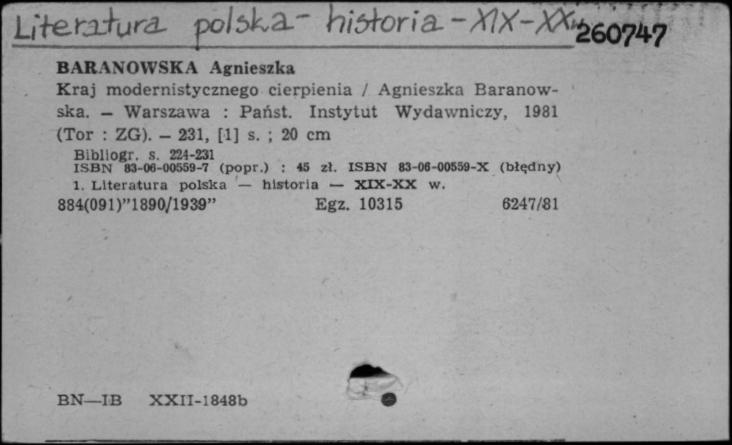 Literatura polska - historia - XIX-XX w.
260747
BARANOWSKA Agnieszka
Kraj modernistycznego cierpienia / Agnieszka Baranow-
ska. — Warszawa : Państ. Instytut Wydawniczy, 1981
(Tor : ZG). — 231, [1] s. ; 20 cm
Bibliogr. s. 224-231
ISBN 83-06-00559-7 (popr.) : 45 zł. ISBN 83-06-00559-X (błędny)
1. Literatura polska — historia — XIX-XX w.
884(091)”1890/1939” Egz. 10315 6247/81
BN—IB XXII-1848b